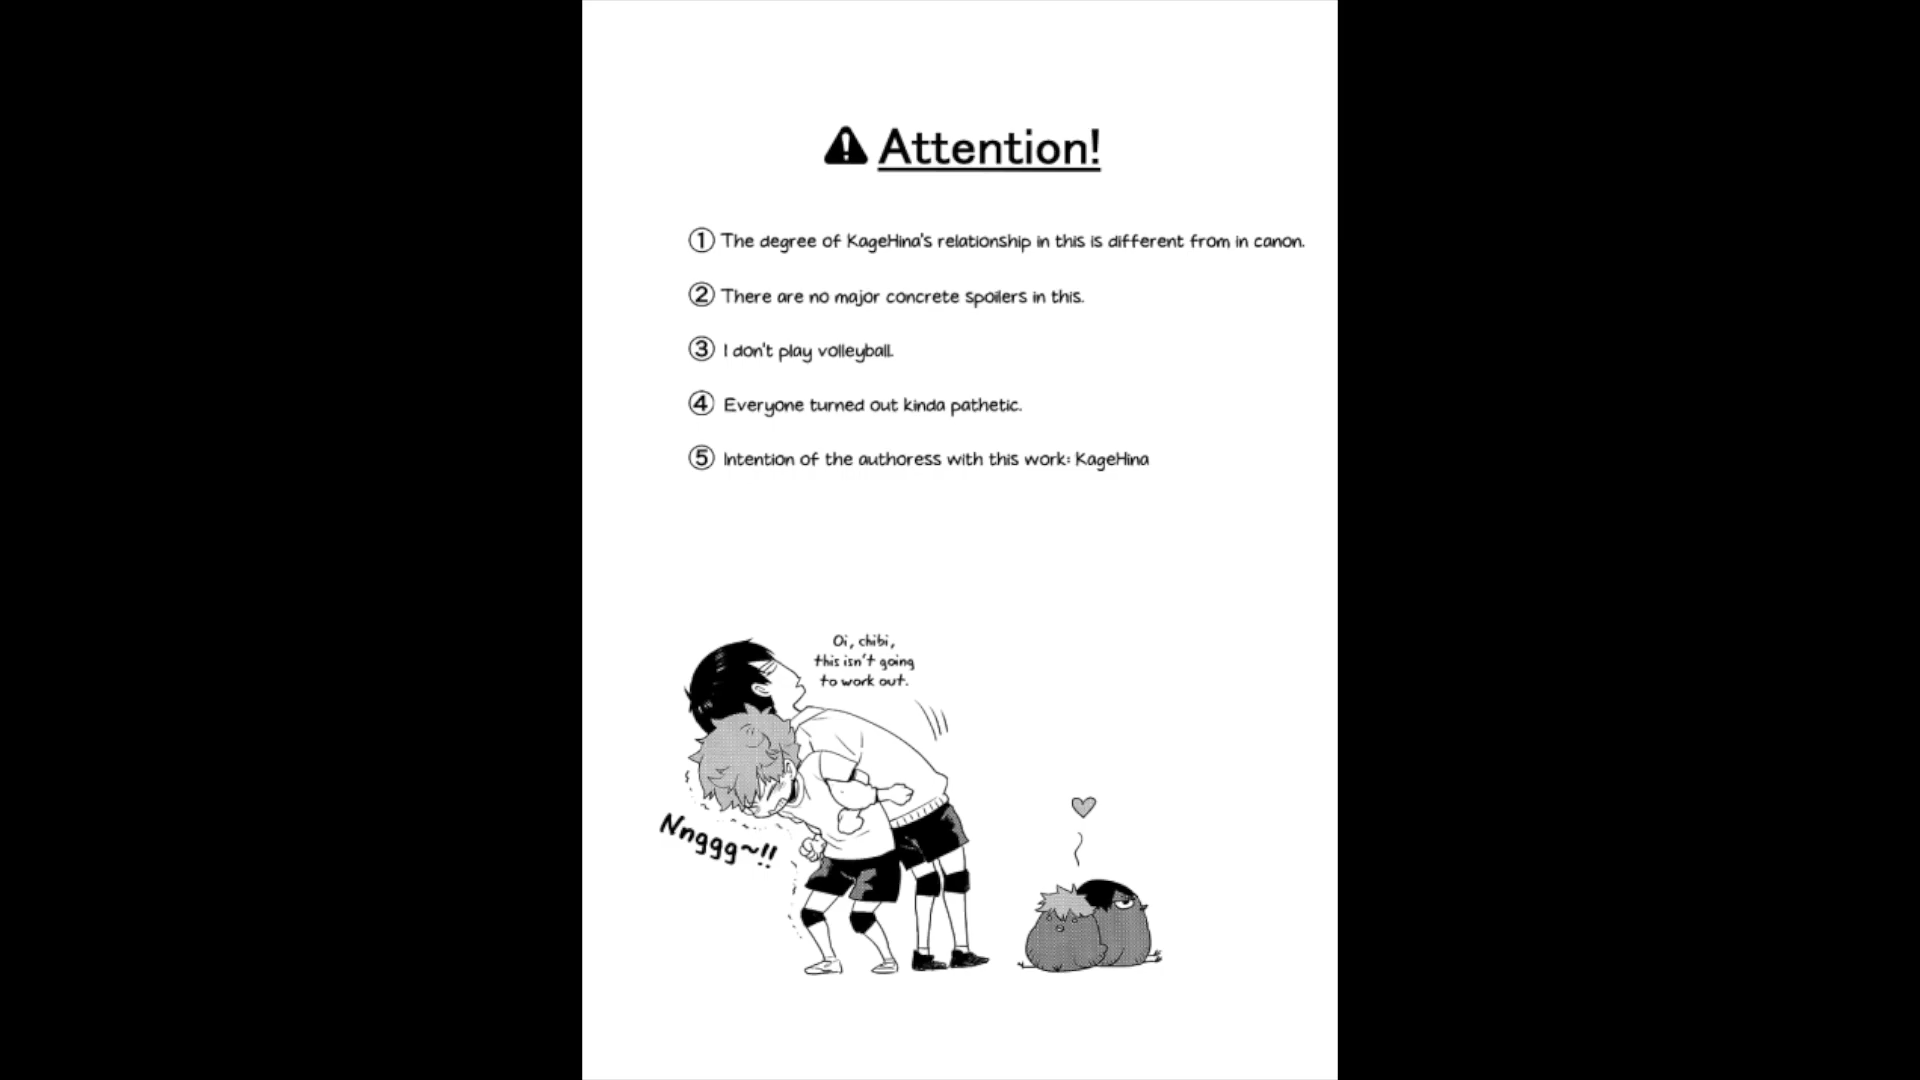 Attention!
① The degree of KageHina's relationship in this is different from in canon.
② There are no major concrete spoilers in this.
③ I don't play volleyball.
④ Everyone turned out kinda pathetic.
⑤ Intention of the authoress with this work: KageHina
Oi, chibi,
this isn't going
to work out.
Nnggg~!!